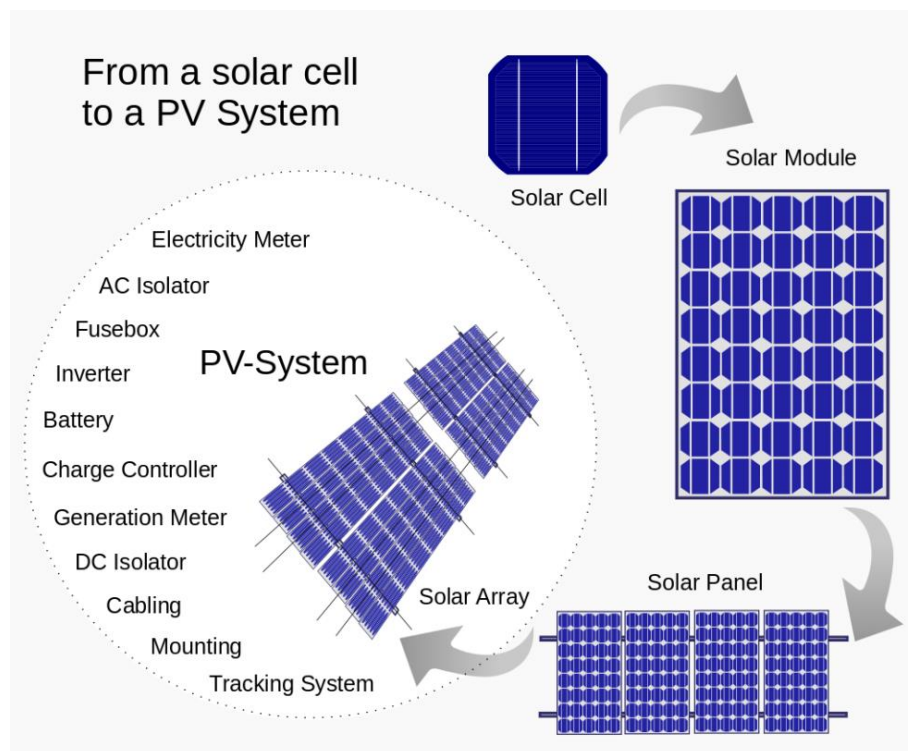 From a solar cell
to a PV System
Solar Cell
Solar Module
Electricity Meter
AC Isolator
Fusebox
Inverter
PV-System
Battery
Charge Controller
Generation Meter
DC Isolator
Cabling
Mounting
Tracking System
Solar Array
Solar Panel